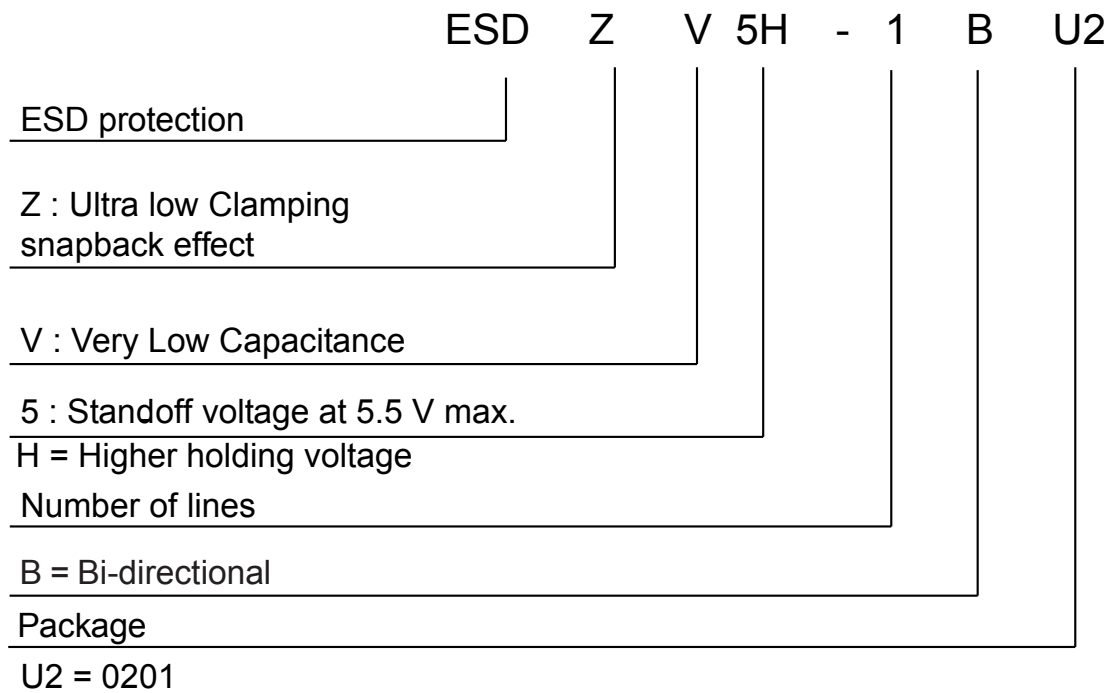 ESD Z V 5H - 1 B U2
ESD protection
Z : Ultra low Clamping
snapback effect
V : Very Low Capacitance
5 : Standoff voltage at 5.5 V max.
H = Higher holding voltage
Number of lines
B = Bi-directional
Package
U2 = 0201